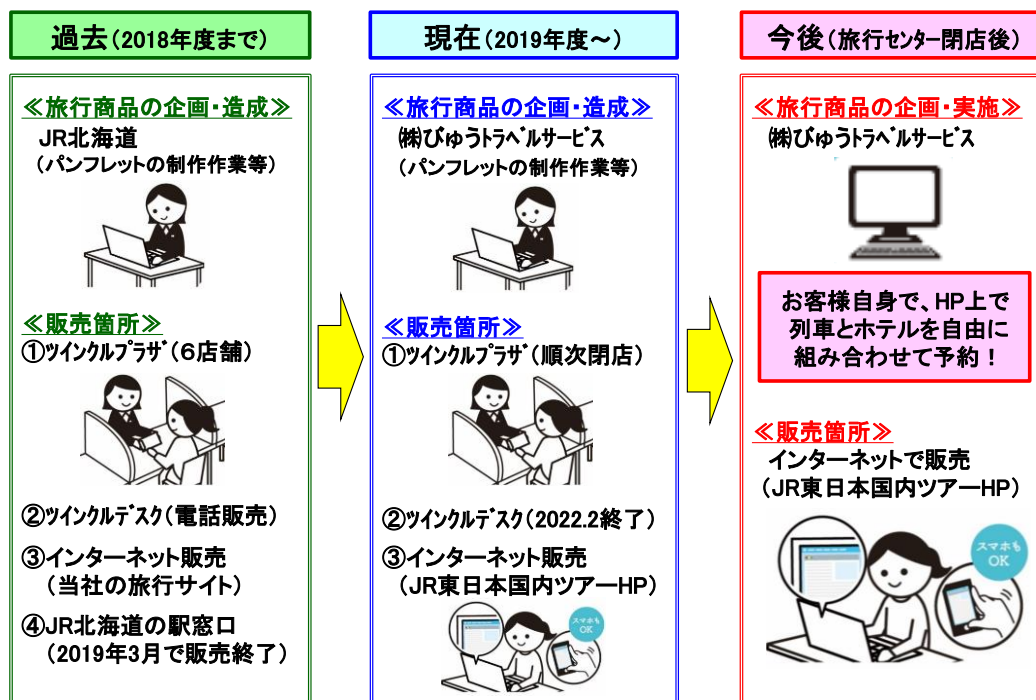 過去(2018年度まで)
≪旅行商品の企画・造成≫
JR北海道
(パンフレットの制作作業等)
≪販売箇所≫
①ツインクルプラザ(6店舗)
②ツインクルデスク(電話販売)
③インターネット販売
(当社の旅行サイト)
④JR北海道の駅窓口
(2019年3月で販売終了)
現在(2019年度～)
≪旅行商品の企画・造成≫
㈱びゅうトラベルサービス
(パンフレットの制作作業等)
≪販売箇所≫
①ツインクルプラザ(順次閉店)
②ツインクルデスク(2022.2終了)
③インターネット販売
(JR東日本国内ツアーHP)
スマホも
OK
今後(旅行センター閉店後)
≪旅行商品の企画・実施≫
㈱びゅうトラベルサービス
お客様自身で、HP上で
列車とホテルを自由に
組み合わせて予約！
≪販売箇所≫
インターネットで販売
(JR東日本国内ツアーHP)
スマホも
OK